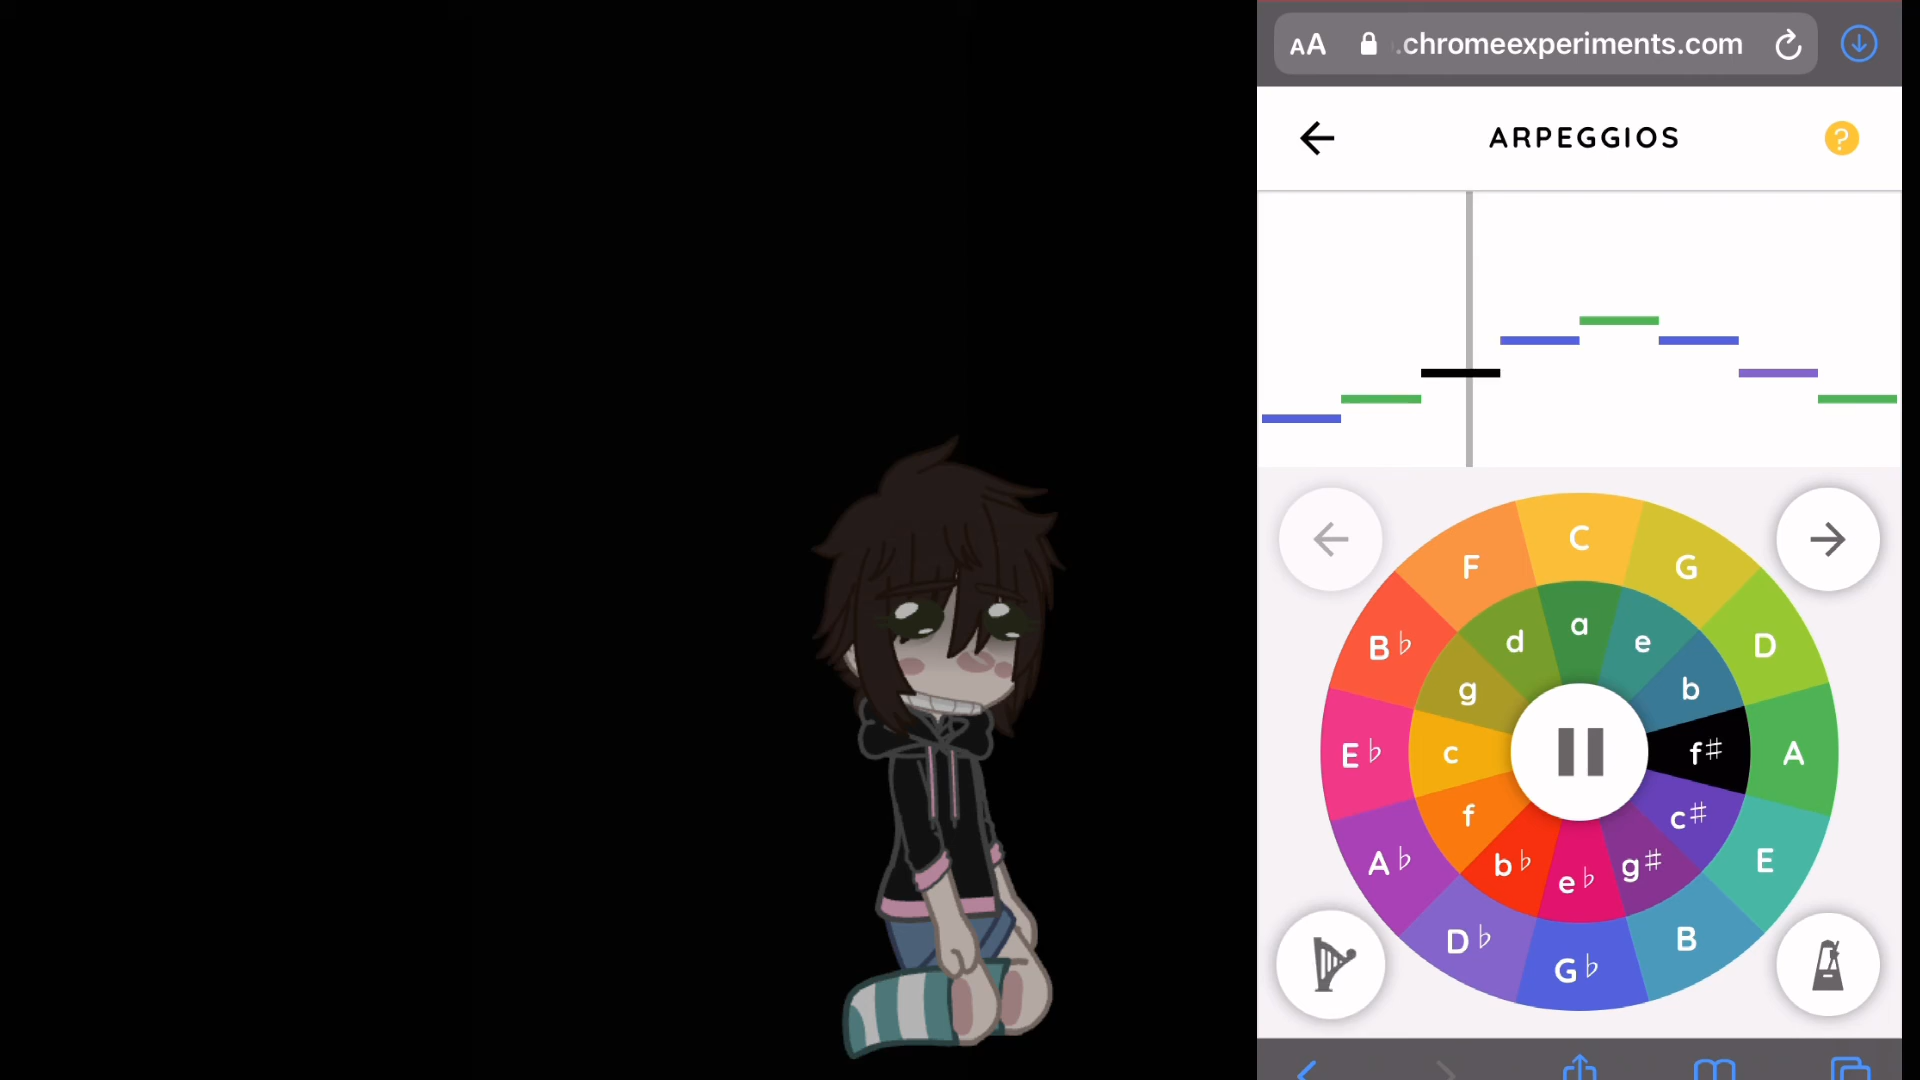 AA .chromeexperiments.com
ARPEGGIOS ?
C
F G
B♭ D
d a e
g b
E♭ c f♯ A
f c♯
A♭ b♭ e♭ g♯ E
D♭ B
G♭